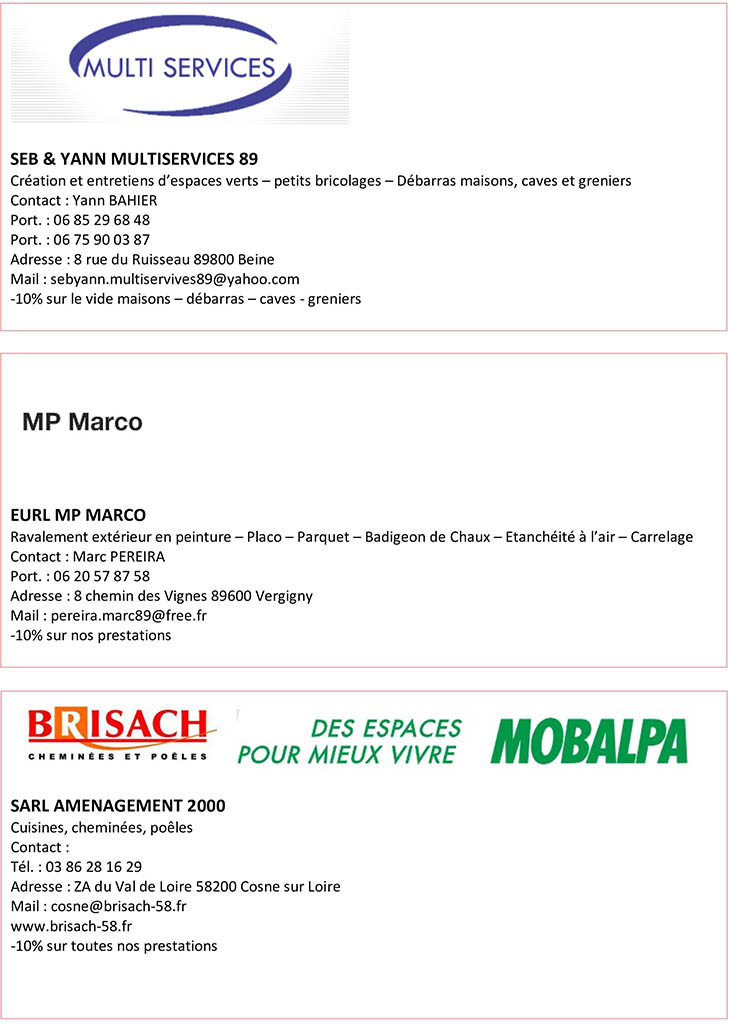 MULTI SERVICES
SEB & YANN MULTISERVICES 89
Création et entretiens d’espaces verts – petits bricolages – Débarras maisons, caves et greniers
Contact : Yann BAHIER
Port. : 06 85 29 68 48
Port. : 06 75 90 03 87
Adresse : 8 rue du Ruisseau 89800 Beine
Mail : sebyann.multiservives89@yahoo.com
-10% sur le vide maisons – débarras – caves - greniers
MP Marco
EURL MP MARCO
Ravalement extérieur en peinture – Placo – Parquet – Badigeon de Chaux – Etanchéité à l’air – Carrelage
Contact : Marc PEREIRA
Port. : 06 20 57 87 58
Adresse : 8 chemin des Vignes 89600 Vergigny
Mail : pereira.marc89@free.fr
-10% sur nos prestations
BRISACH
CHEMINÉES ET POÊLES
DES ESPACES
POUR MIEUX VIVRE
MOBALPA
SARL AMENAGEMENT 2000
Cuisines, cheminées, poêles
Contact :
Tél. : 03 86 28 16 29
Adresse : ZA du Val de Loire 58200 Cosne sur Loire
Mail : cosne@brisach-58.fr
www.brisach-58.fr
-10% sur toutes nos prestations